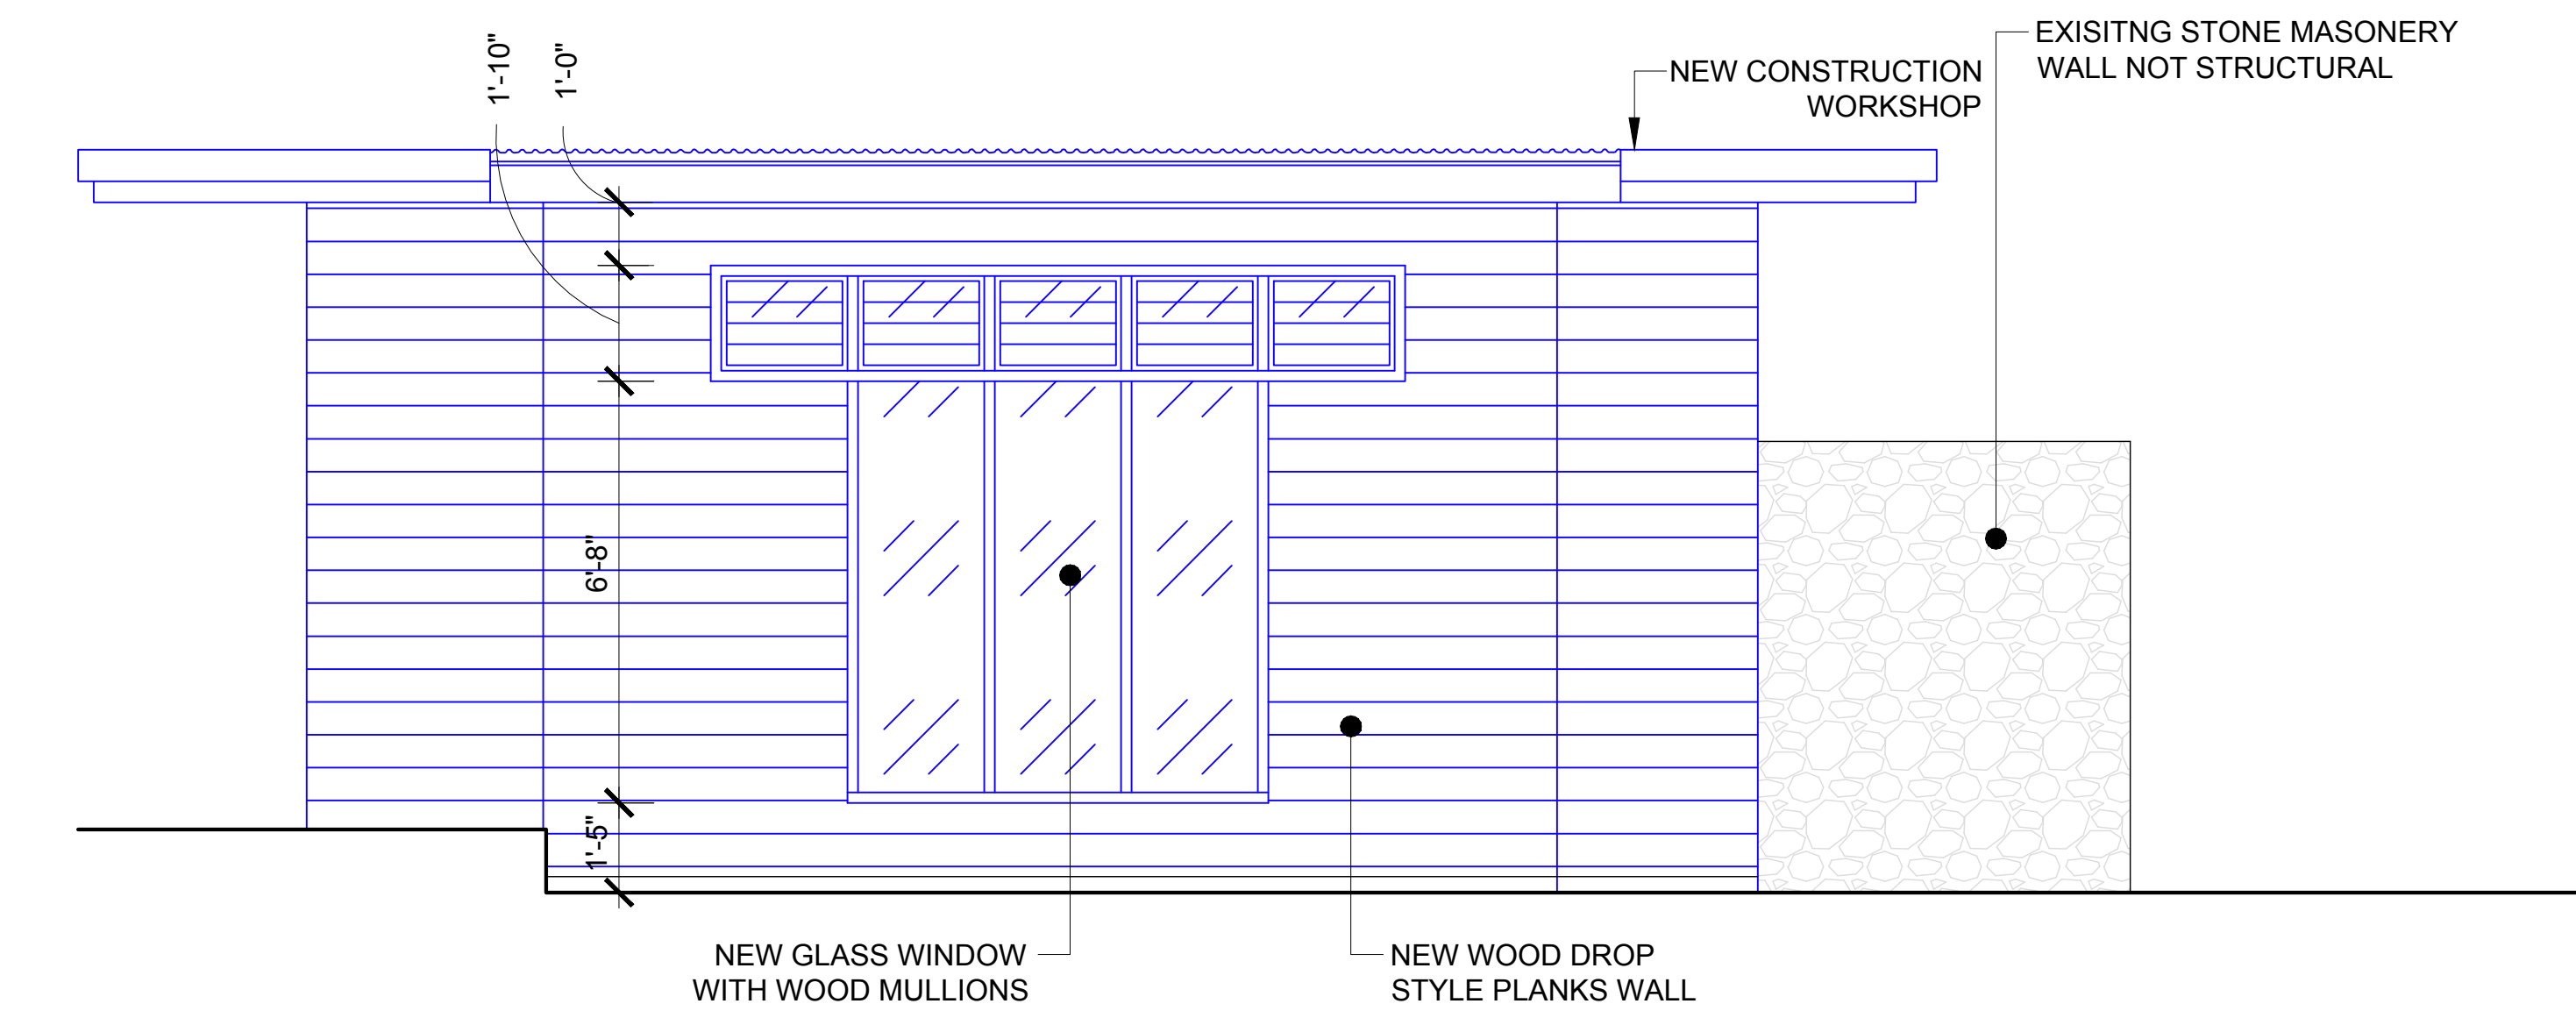 EXISITNG STONE MASONERY
WALL NOT STRUCTURAL
NEW CONSTRUCTION
WORKSHOP
1'-10"
1'-0"
6'-8"
1'-5"
NEW GLASS WINDOW
WITH WOOD MULLIONS
NEW WOOD DROP
STYLE PLANKS WALL